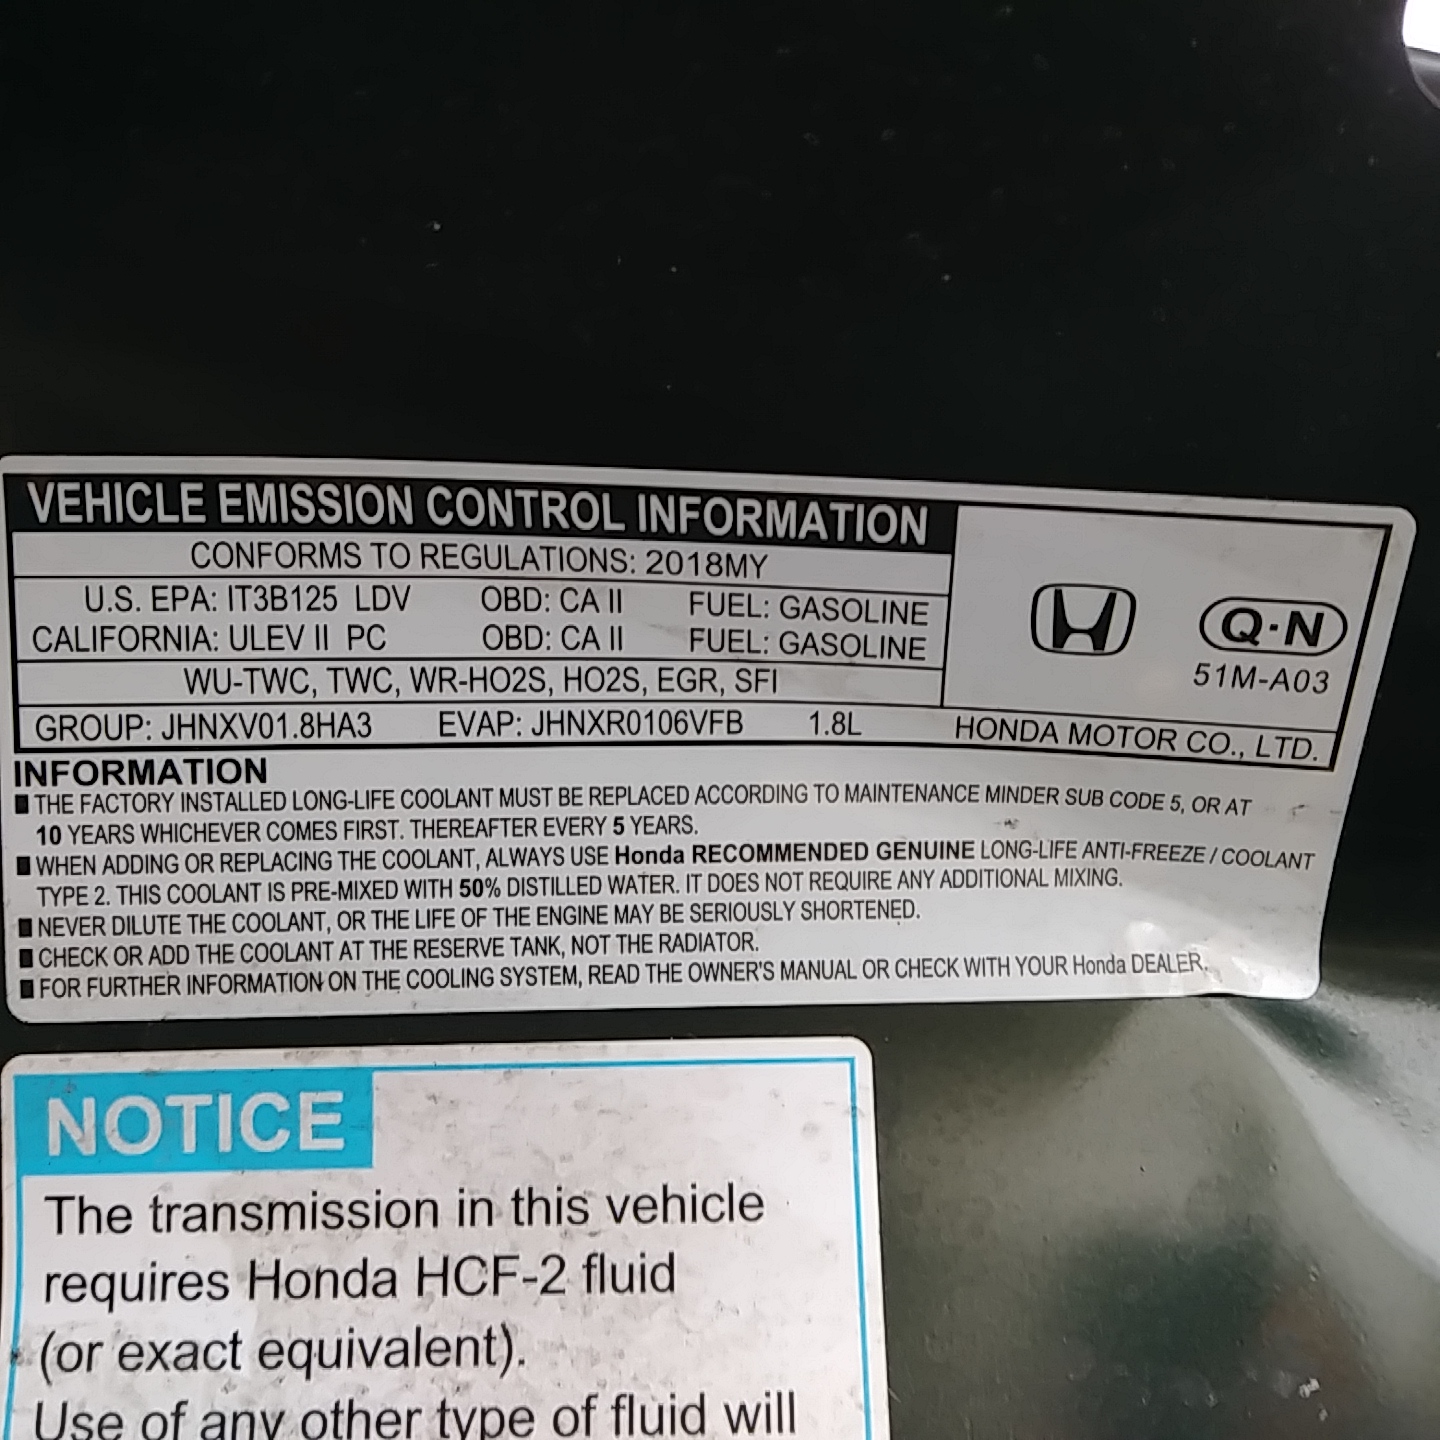 VEHICLE EMISSION CONTROL INFORMATION
CONFORMS TO REGULATIONS: 2018MY
U.S. EPA: IT3B125 LDV OBD: CA II FUEL: GASOLINE
CALIFORNIA: ULEV II PC OBD: CA II FUEL: GASOLINE
WU-TWC, TWC, WR-HO2S, HO2S, EGR, SFI
Q·N
51M-A03
GROUP: JHNXV01.8HA3 EVAP: JHNXR0106VFB 1.8L HONDA MOTOR CO., LTD.
INFORMATION
■ THE FACTORY INSTALLED LONG-LIFE COOLANT MUST BE REPLACED ACCORDING TO MAINTENANCE MINDER SUB CODE 5, OR AT
10 YEARS WHICHEVER COMES FIRST. THEREAFTER EVERY 5 YEARS.
■ WHEN ADDING OR REPLACING THE COOLANT, ALWAYS USE Honda RECOMMENDED GENUINE LONG-LIFE ANTI-FREEZE / COOLANT
TYPE 2. THIS COOLANT IS PRE-MIXED WITH 50% DISTILLED WATER. IT DOES NOT REQUIRE ANY ADDITIONAL MIXING.
■ NEVER DILUTE THE COOLANT, OR THE LIFE OF THE ENGINE MAY BE SERIOUSLY SHORTENED.
■ CHECK OR ADD THE COOLANT AT THE RESERVE TANK, NOT THE RADIATOR.
■ FOR FURTHER INFORMATION ON THE COOLING SYSTEM, READ THE OWNER'S MANUAL OR CHECK WITH YOUR Honda DEALER.
NOTICE
The transmission in this vehicle
requires Honda HCF-2 fluid
(or exact equivalent).
Use of any other type of fluid will